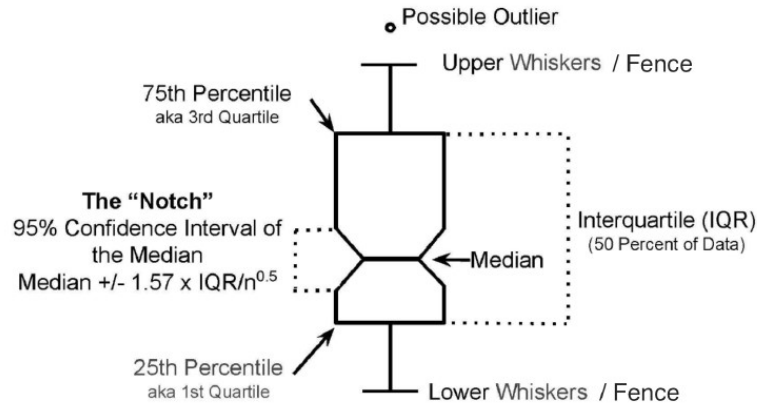 Possible Outlier
Upper Whiskers / Fence
75th Percentile
aka 3rd Quartile
The “Notch”
95% Confidence Interval of
the Median
Median +/- 1.57 x IQR/n^0.5
Interquartile (IQR)
(50 Percent of Data)
Median
25th Percentile
aka 1st Quartile
Lower Whiskers / Fence